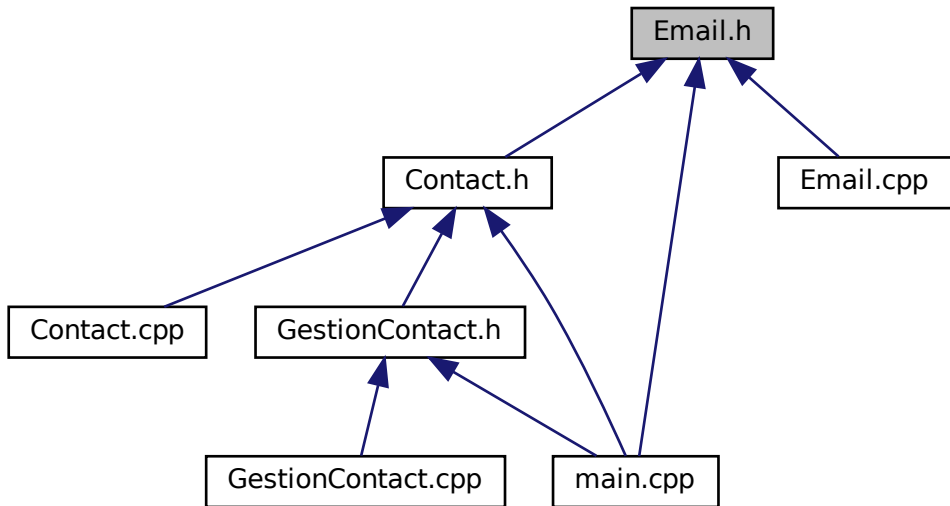 Email.h
Contact.h
Email.cpp
Contact.cpp
GestionContact.h
GestionContact.cpp
main.cpp